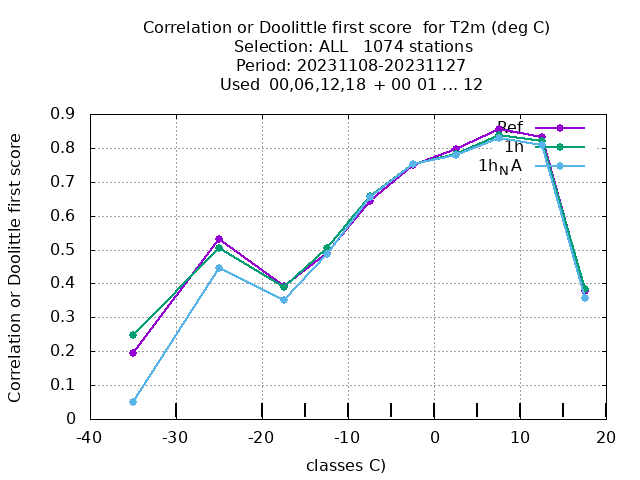 Correlation or Doolittle first score  for T2m (deg C)
Selection: ALL   1074 stations
Period: 20231108-20231127
Used  00,06,12,18  + 00 01 ... 12
Correlation or Doolittle first score
0.9
0.8
0.7
0.6
0.5
0.4
0.3
0.2
0.1
0
-40 -30 -20 -10 0 10 20
classes C)
Ref
1h
1h_N A